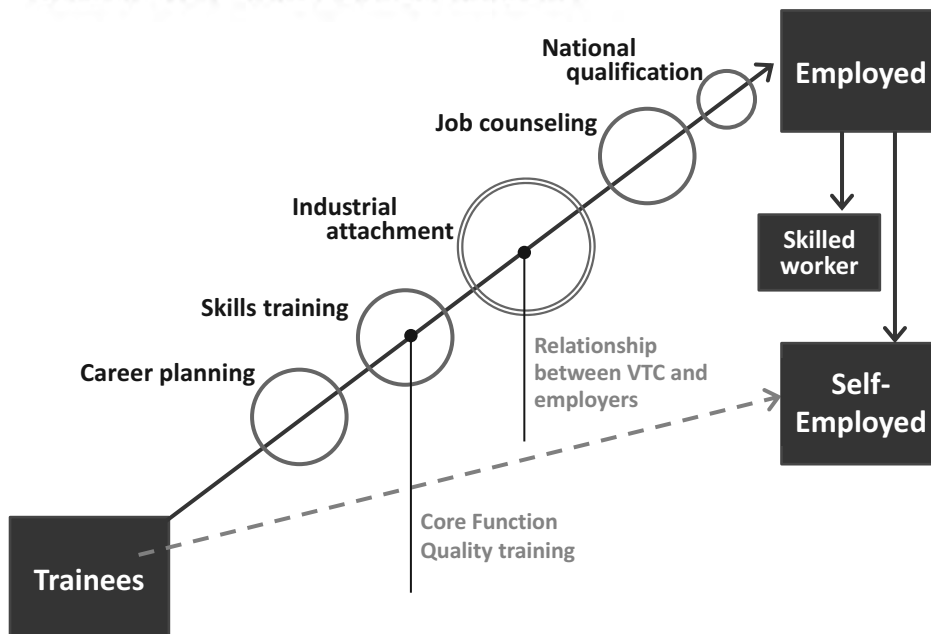 National
qualification
Employed
Job counseling
Industrial
attachment
Skilled
worker
Skills training
Relationship
between VTC and
employers
Career planning
Self-
Employed
Core Function
Quality training
Trainees